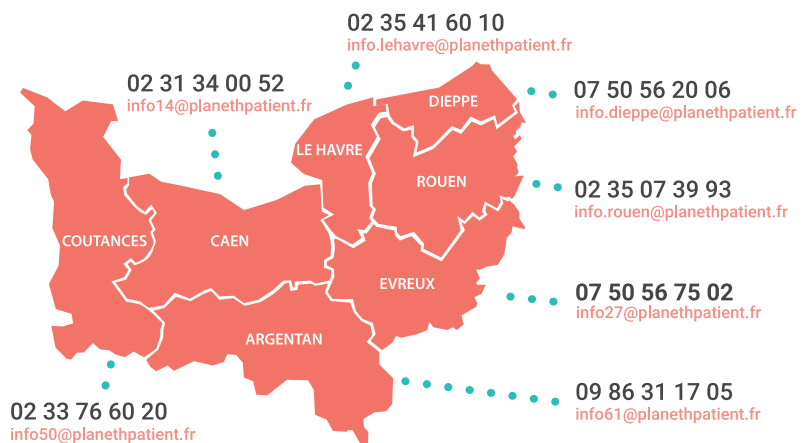 02 35 41 60 10
info.lehavre@planethpatient.fr
02 31 34 00 52
info14@planethpatient.fr
07 50 56 20 06
info.dieppe@planethpatient.fr
DIEPPE
LE HAVRE
ROUEN
02 35 07 39 93
info.rouen@planethpatient.fr
COUTANCES
CAEN
EVREUX
07 50 56 75 02
info27@planethpatient.fr
ARGENTAN
09 86 31 17 05
info61@planethpatient.fr
02 33 76 60 20
info50@planethpatient.fr